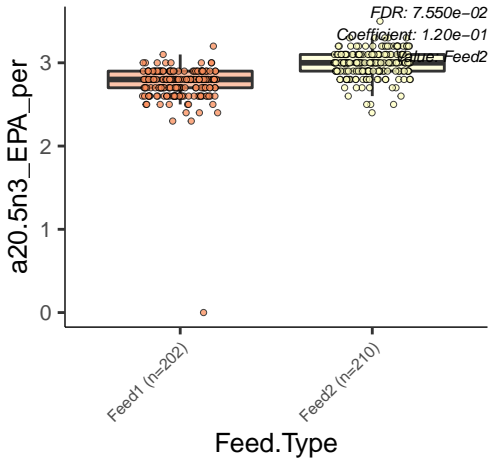 FDR: 7.550e−02
Coefficient: 1.20e−01
Value: Feed2
a20.5n3_EPA_per
3
2
1
0
Feed1 (n=202)
Feed2 (n=210)
Feed.Type